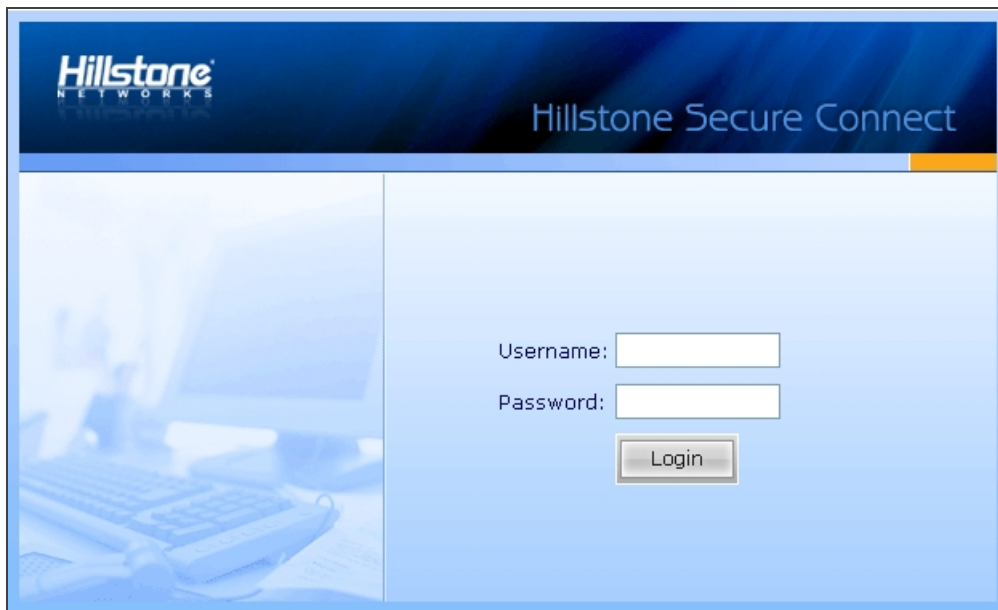 Hillstone
NETWORKS
Hillstone Secure Connect
Username:
Password:
Login